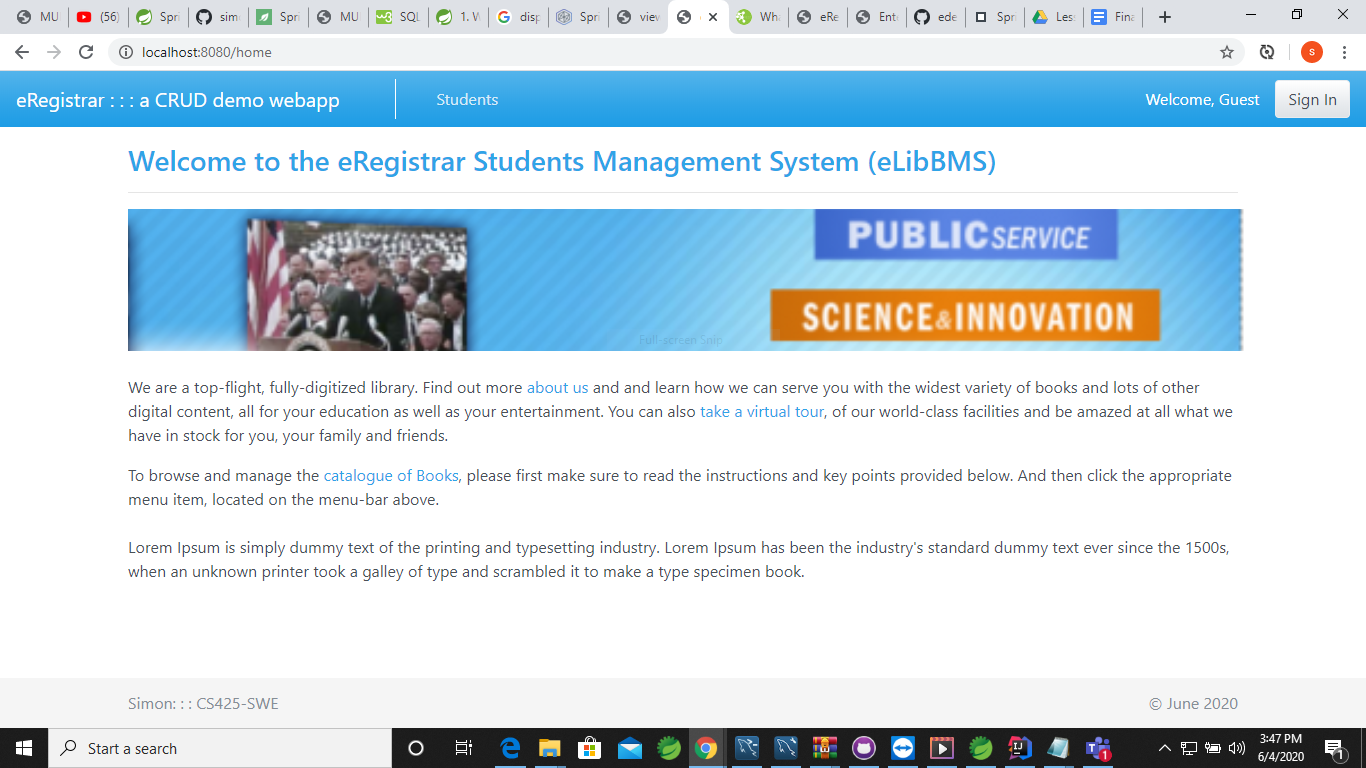 MU
(56)
Spri
sim
Spri
MU
SQL
1. W
disp
Spri
view
Wha
eRe
Ente
ede
Spr
Less
Fina
localhost:8080/home
s
eRegistrar : : : a CRUD demo webapp
Students
Welcome, Guest
Sign In
Welcome to the eRegistrar Students Management System (eLibBMS)
PUBLIC SERVICE
SCIENCE & INNOVATION
Full-screen Snip
We are a top-flight, fully-digitized library. Find out more about us and and learn how we can serve you with the widest variety of books and lots of other
digital content, all for your education as well as your entertainment. You can also take a virtual tour, of our world-class facilities and be amazed at all what we
have in stock for you, your family and friends.
To browse and manage the catalogue of Books, please first make sure to read the instructions and key points provided below. And then click the appropriate
menu item, located on the menu-bar above.
Lorem Ipsum is simply dummy text of the printing and typesetting industry. Lorem Ipsum has been the industry's standard dummy text ever since the 1500s,
when an unknown printer took a galley of type and scrambled it to make a type specimen book.
Simon: : : CS425-SWE
© June 2020
Start a search
3:47 PM
6/4/2020
1